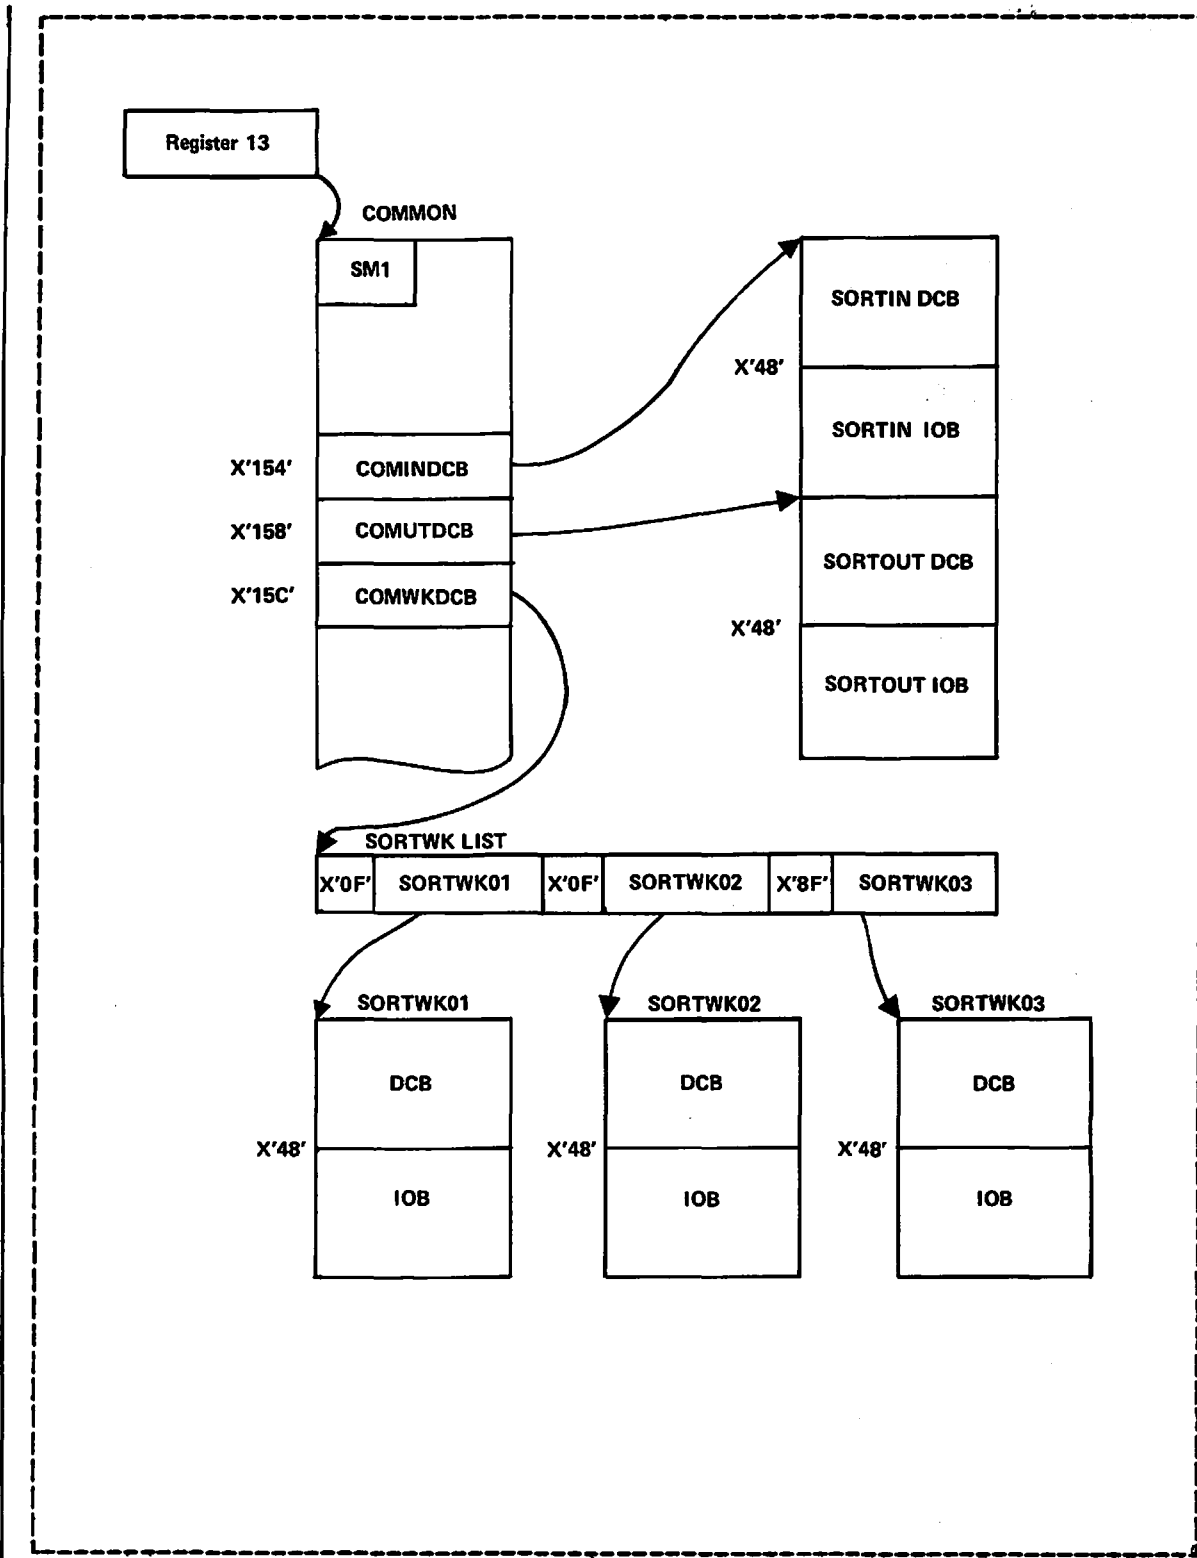 Register 13
COMMON
SM1
SORTIN DCB
X'48'
SORTIN IOB
X'154'
COMINDCB
X'158'
COMUTDCB
SORTOUT DCB
X'15C'
COMWKDCB
X'48'
SORTOUT IOB
SORTWK LIST
X'0F' SORTWK01 X'0F' SORTWK02 X'8F' SORTWK03
SORTWK01 SORTWK02 SORTWK03
DCB DCB DCB
X'48' X'48' X'48'
IOB IOB IOB